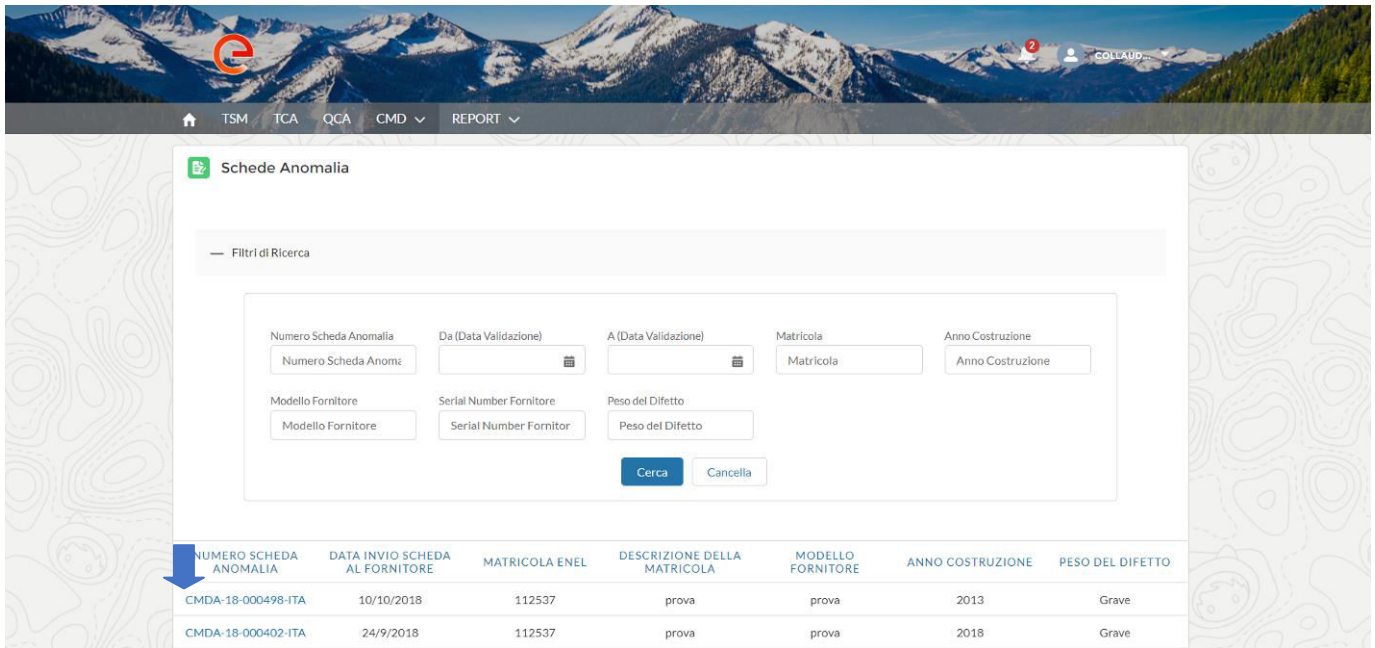 2
COLLAUD...
TSM TCA QCA CMD REPORT
Schede Anomalia
— Filtri di Ricerca
Numero Scheda Anomalia Da (Data Validazione) A (Data Validazione) Matricola Anno Costruzione
Numero Scheda Anoma Matricola Anno Costruzione
Modello Fornitore Serial Number Fornitore Peso del Difetto
Modello Fornitore Serial Number Fornitor Peso del Difetto
Cerca Cancella
NUMERO SCHEDA DATA INVIO SCHEDA MATRICOLA ENEL DESCRIZIONE DELLA MODELLO ANNO COSTRUZIONE PESO DEL DIFETTO
ANOMALIA AL FORNITORE MATRICOLA FORNITORE
CMDA-18-000498-ITA 10/10/2018 112537 prova prova 2013 Grave
CMDA-18-000402-ITA 24/9/2018 112537 prova prova 2018 Grave